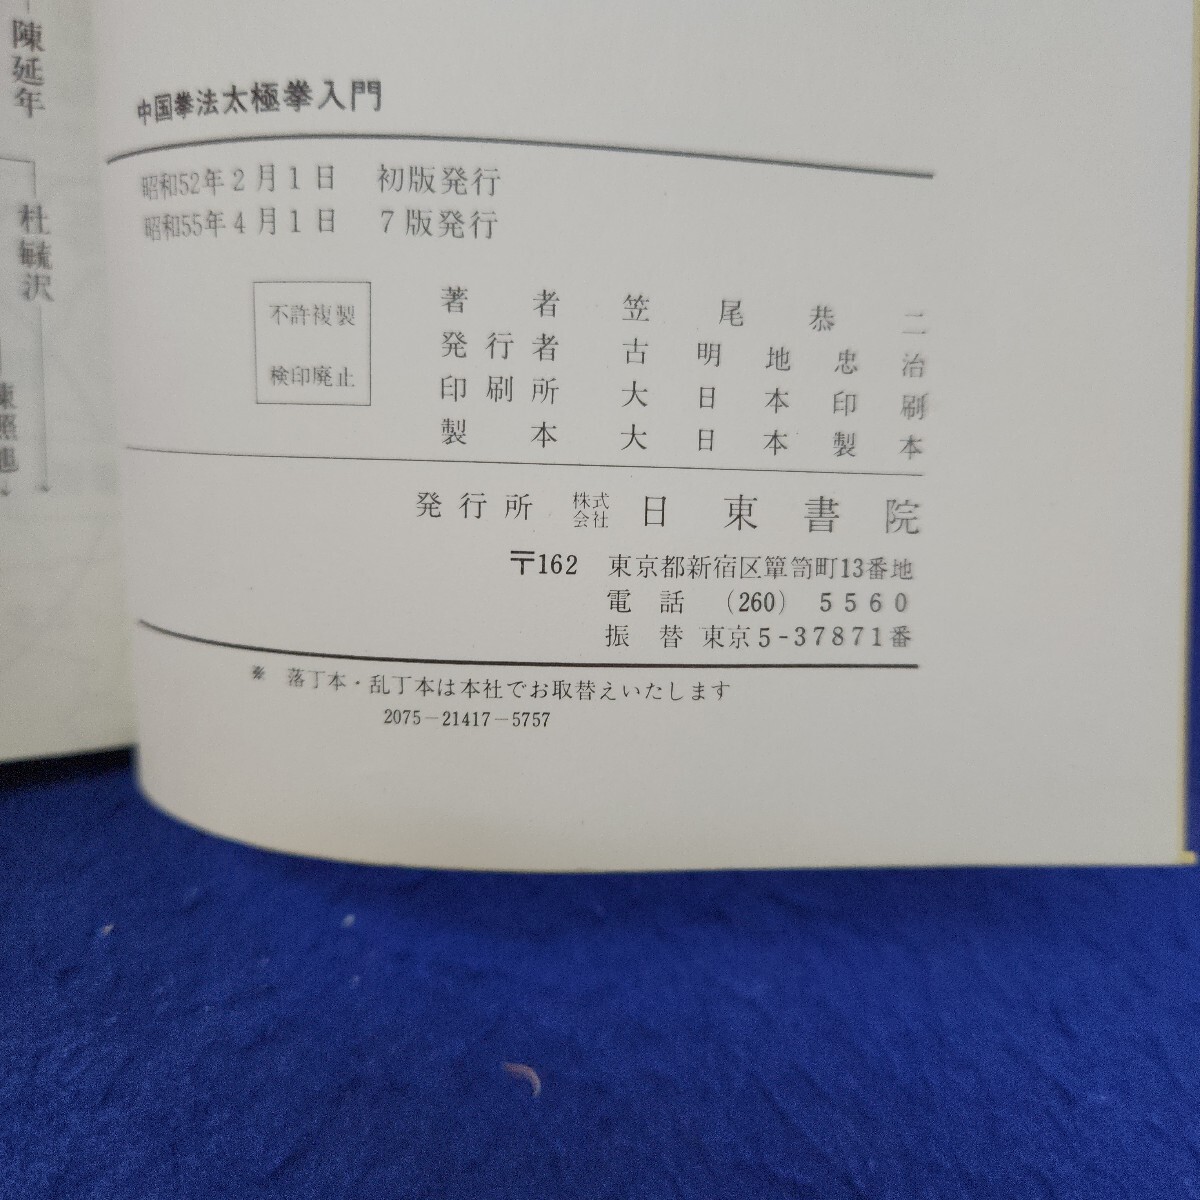 陳延年
杜毓沢
陳照丕
中国拳法太極拳入門
昭和52年2月1日 初版発行
昭和55年4月1日 7版発行
不許複製
検印廃止
著者 笠尾恭二
発行者 古明地忠治
印刷所 大日本印刷
製本 大日本製本
発行所 株式会社 日東書院
〒162 東京都新宿区簞笥町13番地
電話 (260) 5560
振替 東京5-37871番
※ 落丁本・乱丁本は本社でお取替えいたします
2075-21417-5757